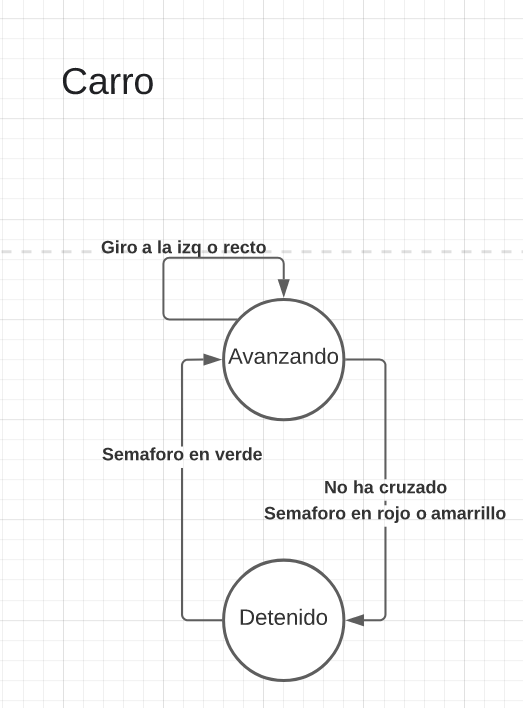 Carro
Giro a la izq o recto
Avanzando
Semaforo en verde
No ha cruzado
Semaforo en rojo o amarrillo
Detenido